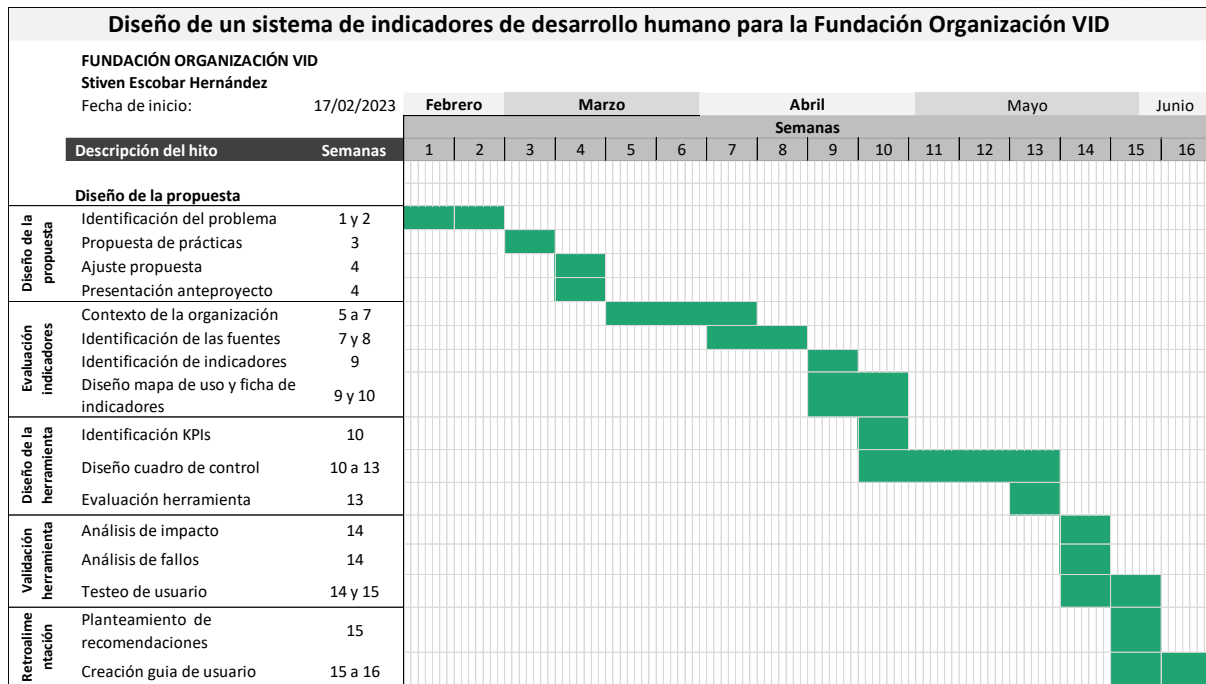 Diseño de un sistema de indicadores de desarrollo humano para la Fundación Organización VID
FUNDACIÓN ORGANIZACIÓN VID
Stiven Escobar Hernández
Fecha de inicio: 17/02/2023 Febrero Marzo Abril Mayo Junio
Semanas
Descripción del hito Semanas 1 2 3 4 5 6 7 8 9 10 11 12 13 14 15 16
Diseño de la propuesta
Diseño de la
propuesta
Identificación del problema 1 y 2
Propuesta de prácticas 3
Ajuste propuesta 4
Presentación anteproyecto 4
Evaluación
indicadores
Contexto de la organización 5 a 7
Identificación de las fuentes 7 y 8
Identificación de indicadores 9
Diseño mapa de uso y ficha de
indicadores 9 y 10
Diseño de la
herramienta
Identificación KPIs 10
Diseño cuadro de control 10 a 13
Evaluación herramienta 13
Validación
herramienta
Análisis de impacto 14
Análisis de fallos 14
Testeo de usuario 14 y 15
Retroalime
ntación
Planteamiento de
recomendaciones 15
Creación guia de usuario 15 a 16